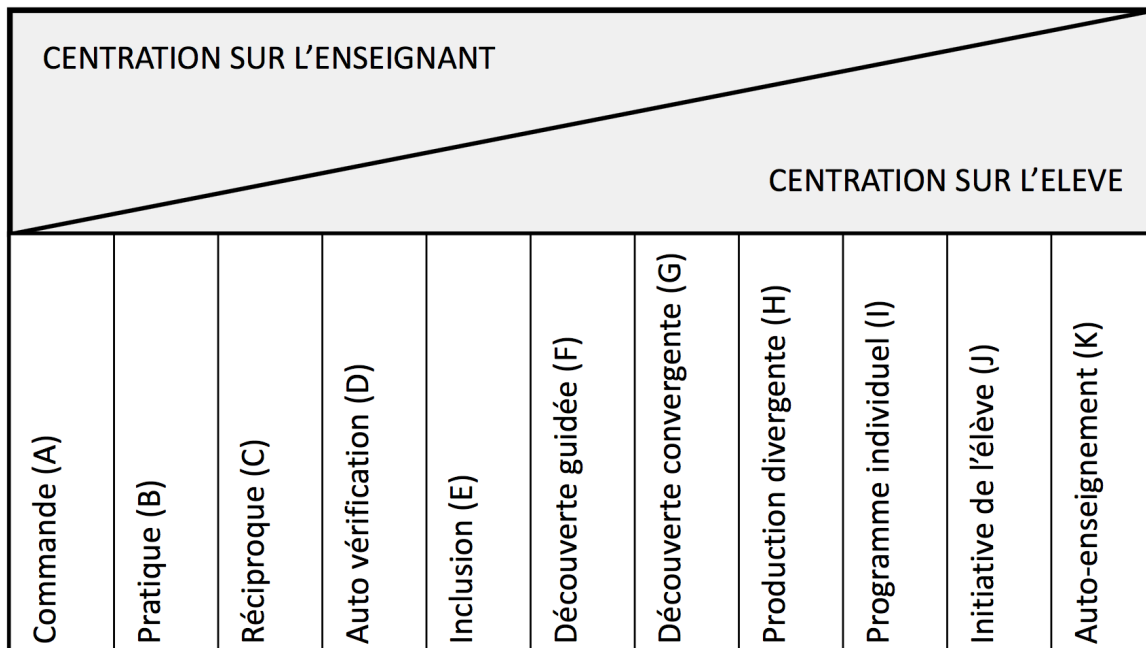 CENTRATION SUR L’ENSEIGNANT
CENTRATION SUR L’ELEVE
Commande (A)
Pratique (B)
Réciproque (C)
Auto vérification (D)
Inclusion (E)
Découverte guidée (F)
Découverte convergente (G)
Production divergente (H)
Programme individuel (I)
Initiative de l’élève (J)
Auto-enseignement (K)